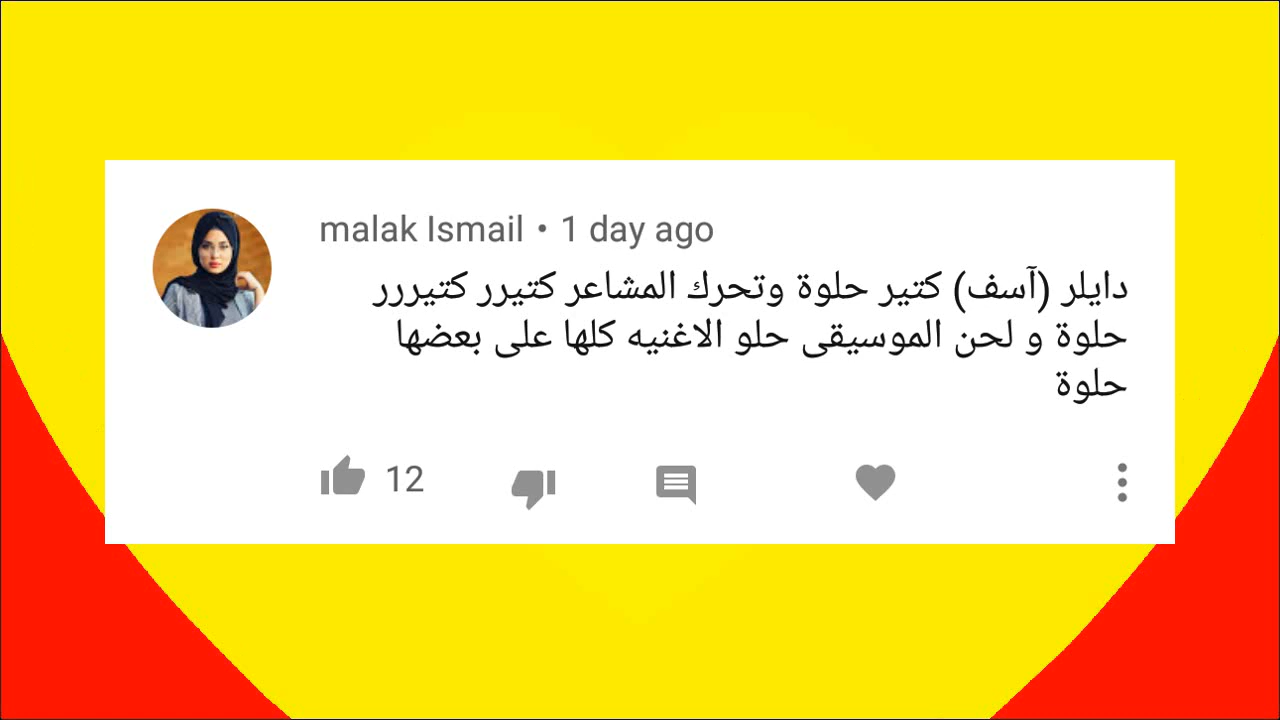 malak Ismail • 1 day ago
دايلر (آسف) كتير حلوة وتحرك المشاعر كتيرر كتيررر
حلوة و لحن الموسيقى حلو الاغنيه كلها على بعضها
حلوة
12